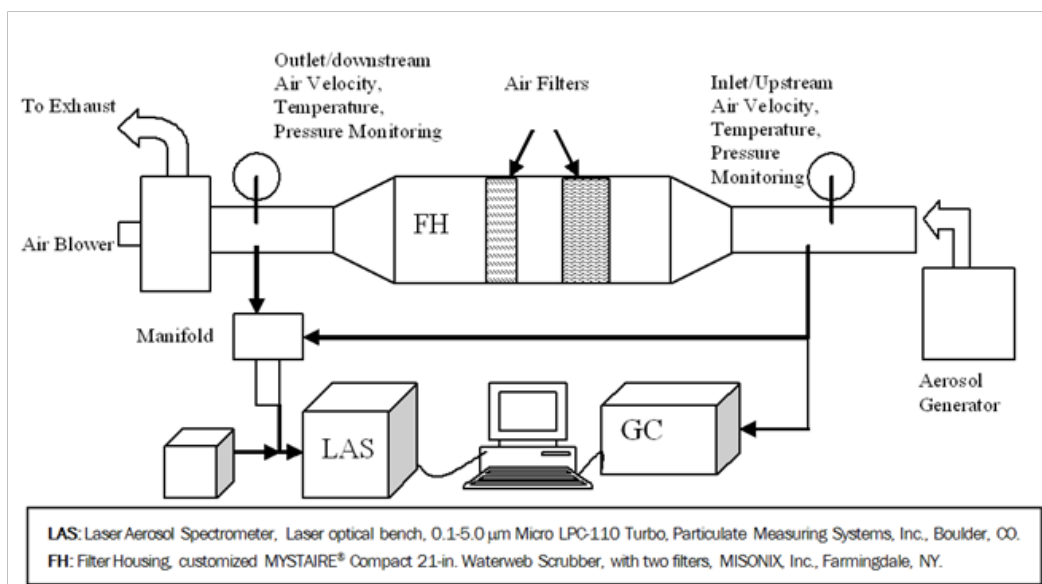 Outlet/downstream
Air Velocity,
Temperature,
Pressure Monitoring
To Exhaust
Air Filters
Inlet/Upstream
Air Velocity,
Temperature,
Pressure
Monitoring
FH
Air Blower
Manifold
Aerosol
Generator
LAS
GC
LAS: Laser Aerosol Spectrometer, Laser optical bench, 0.1-5.0 µm Micro LPC-110 Turbo, Particulate Measuring Systems, Inc., Boulder, CO.
FH: Filter Housing, customized MYSTAIRE® Compact 21-in. Waterweb Scrubber, with two filters, MISONIX, Inc., Farmingdale, NY.